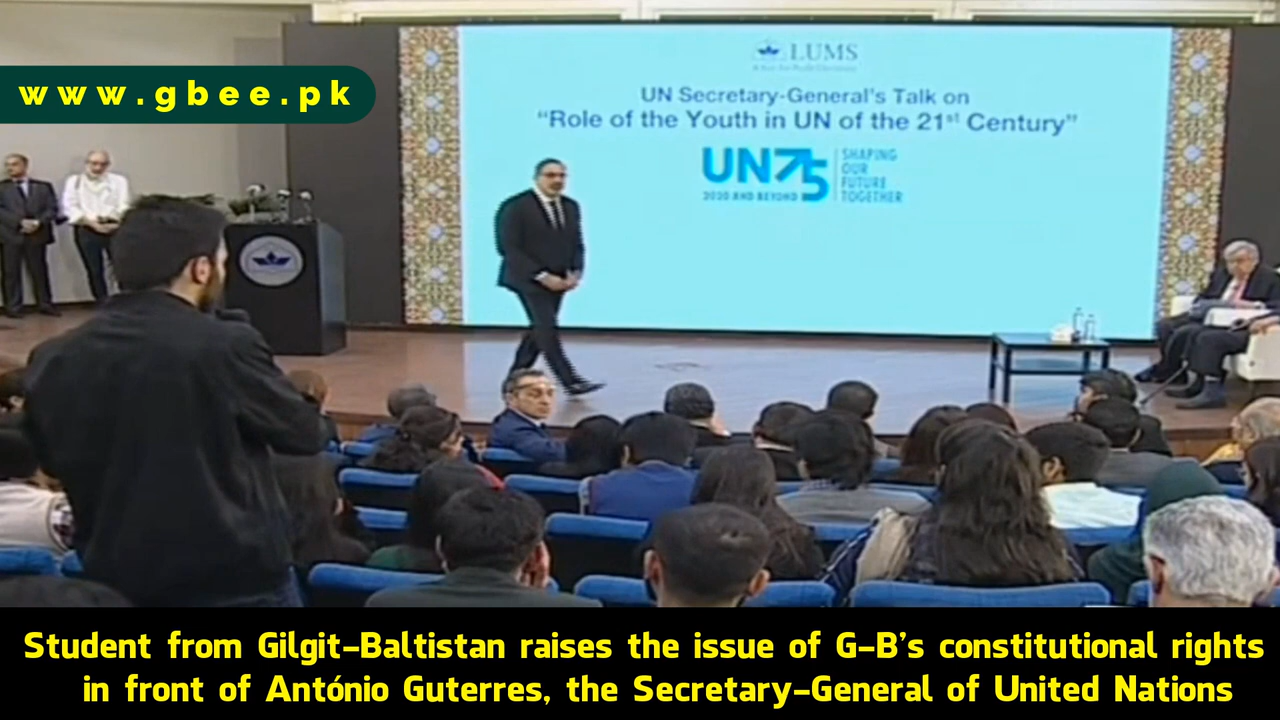 www.gbee.pk
LUMS
UN Secretary-General's Talk on
“Role of the Youth in UN of the 21st Century”
UN75
SHAPING
OUR
FUTURE
TOGETHER
2020 AND BEYOND
Student from Gilgit-Baltistan raises the issue of G-B's constitutional rights
in front of António Guterres, the Secretary-General of United Nations